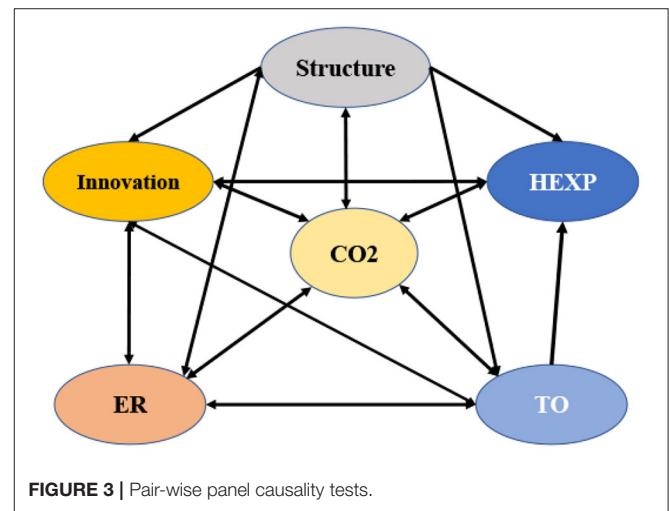 Structure
Innovation
HEXP
CO2
ER
TO
FIGURE 3 | Pair-wise panel causality tests.